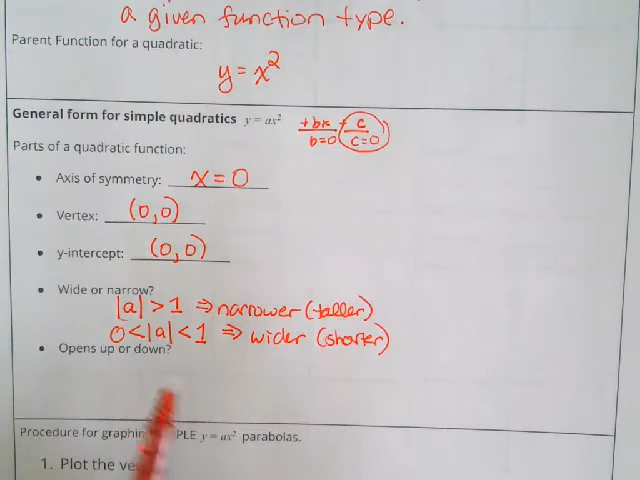 a given function type.
Parent Function for a quadratic:
y = x²
General form for simple quadratics y = ax² + bx + c
b=0 c=0
Parts of a quadratic function:
• Axis of symmetry: x = 0
• Vertex: (0,0)
• y-intercept: (0,0)
• Wide or narrow?
|a| > 1 ⇒ narrower (taller)
0 < |a| < 1 ⇒ wider (shorter)
• Opens up or down?
Procedure for graphin PLE y = ax² parabolas.
1. Plot the ve